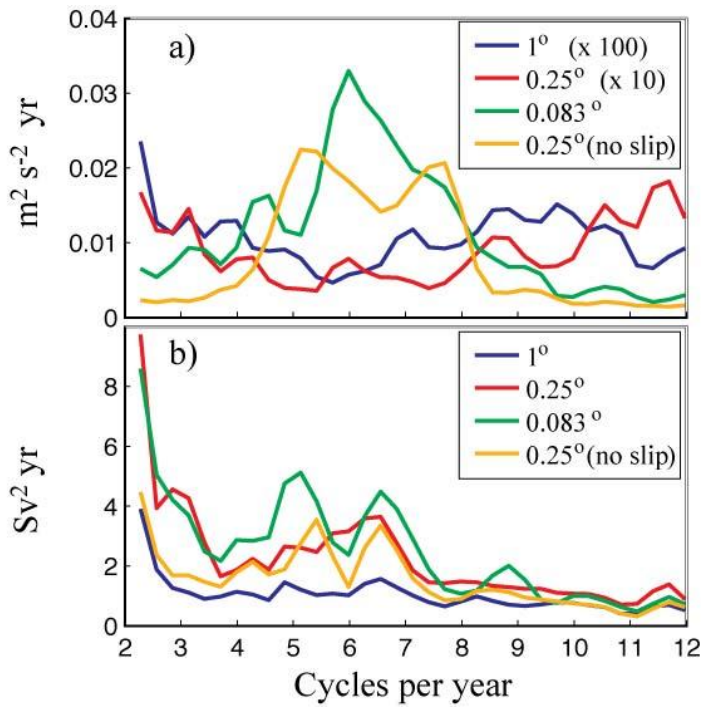 a)
1° (x 100)
0.25° (x 10)
0.083°
0.25° (no slip)
0.04
0.03
0.02
0.01
0
m² s⁻² yr
b)
1°
0.25°
0.083°
0.25° (no slip)
8
6
4
2
0
Sv² yr
2 3 4 5 6 7 8 9 10 11 12
Cycles per year